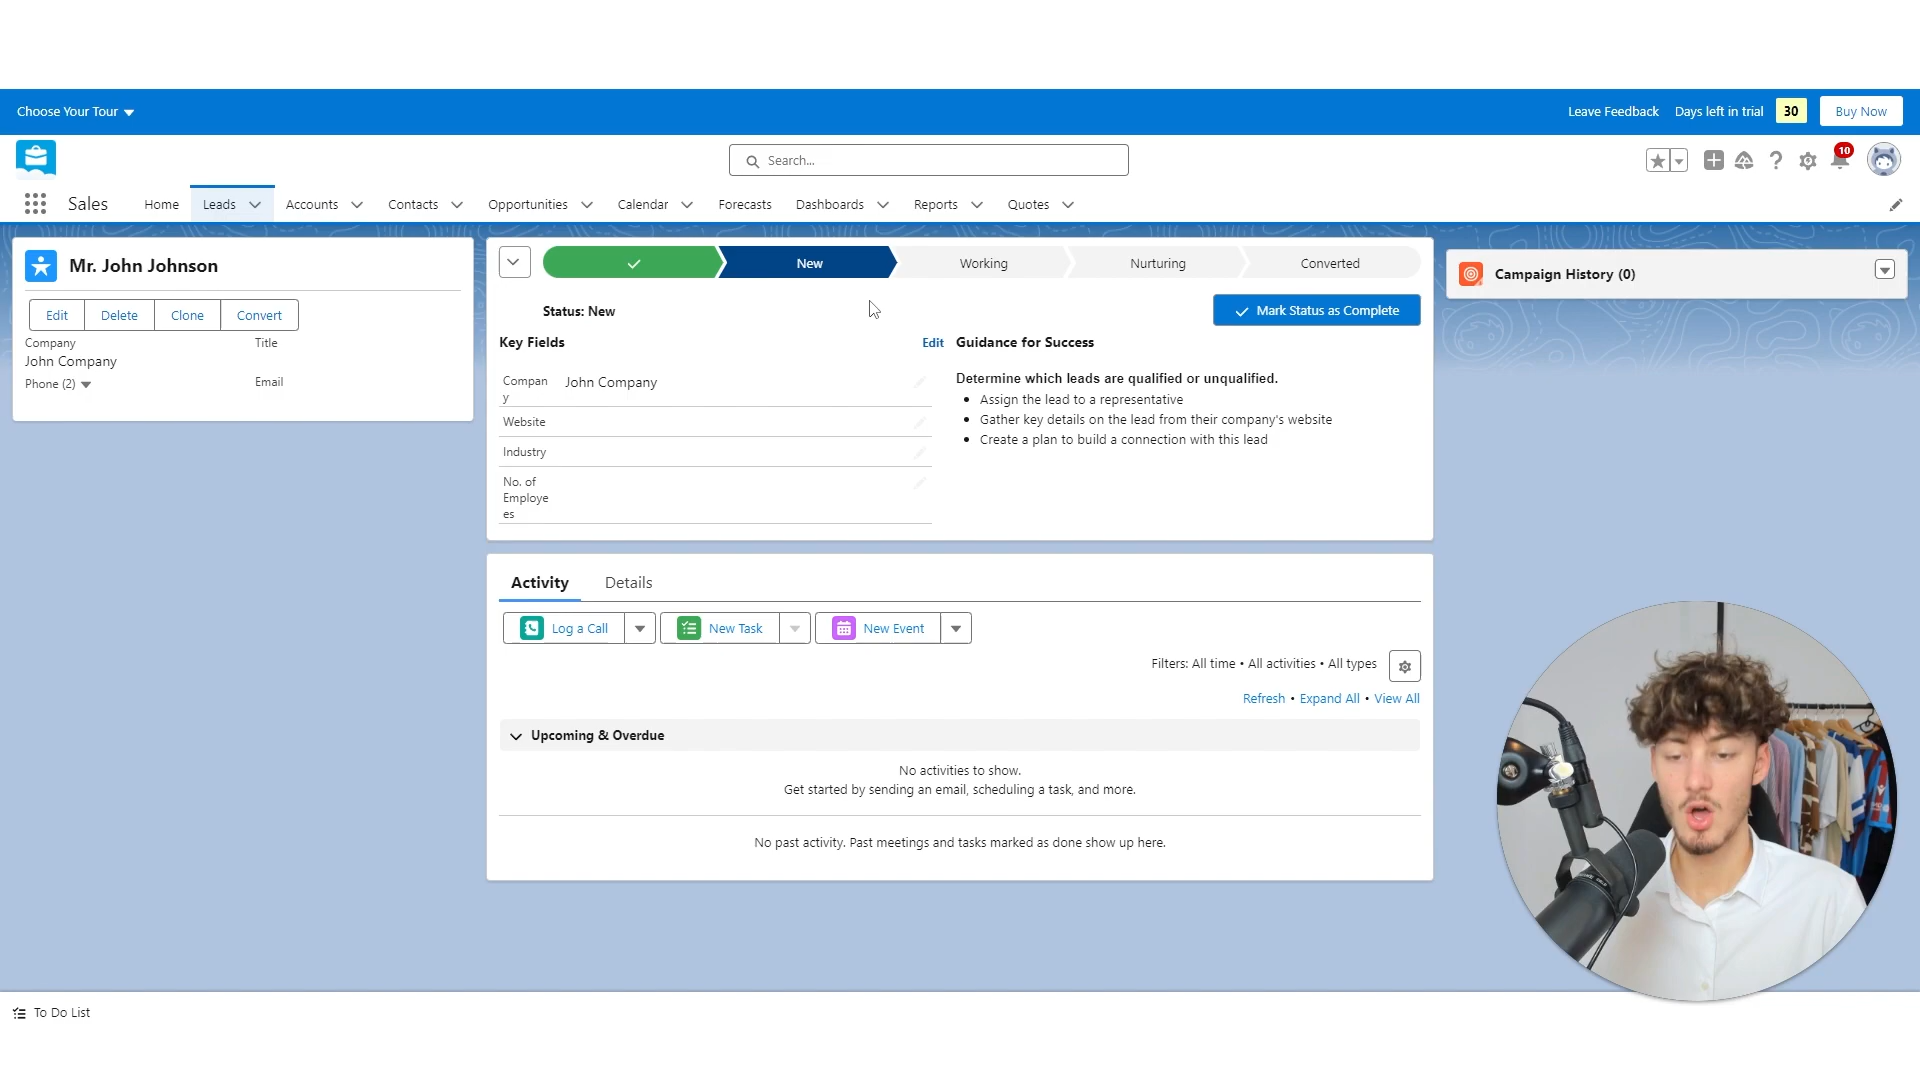 Choose Your Tour
Leave Feedback Days left in trial 30 Buy Now
Search...
10
Sales Home Leads Accounts Contacts Opportunities Calendar Forecasts Dashboards Reports Quotes
Mr. John Johnson
Edit Delete Clone Convert
Company Title
John Company
Phone (2) Email
New Working Nurturing Converted
Status: New
Mark Status as Complete
Key Fields Edit
Compan
y
John Company
Website
Industry
No. of
Employe
es
Guidance for Success
Determine which leads are qualified or unqualified.
• Assign the lead to a representative
• Gather key details on the lead from their company's website
• Create a plan to build a connection with this lead
Campaign History (0)
Activity Details
Log a Call New Task New Event
Filters: All time • All activities • All types
Refresh • Expand All • View All
Upcoming & Overdue
No activities to show.
Get started by sending an email, scheduling a task, and more.
No past activity. Past meetings and tasks marked as done show up here.
To Do List